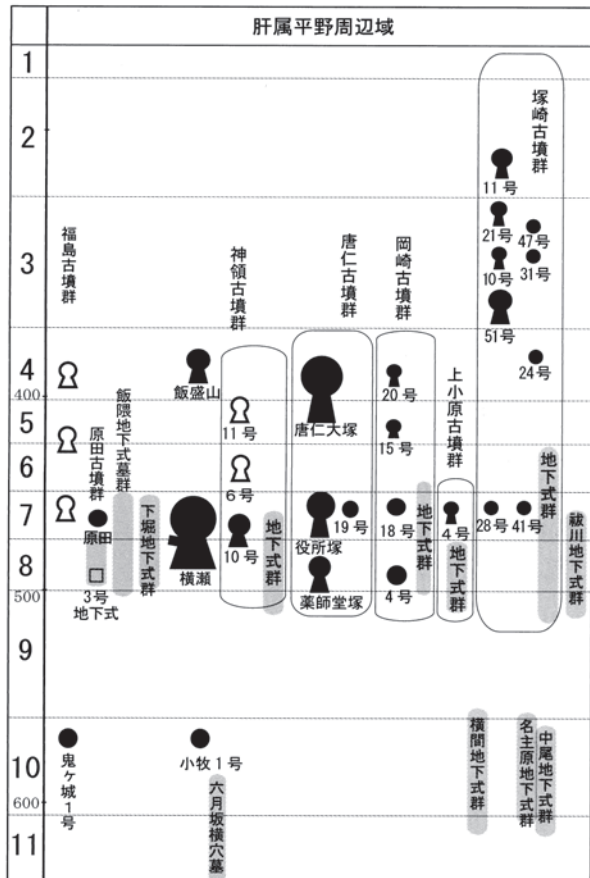 肝属平野周辺域
1
2
3
4
400
5
6
7
8
500
9
10
600
11
福島古墳群
原田古墳群
原田
3号
地下式
飯隈地下式墓群
下堀地下式群
飯盛山
横瀬
神領古墳群
11号
6号
10号
地下式群
唐仁古墳群
唐仁大塚
役所塚
19号
薬師堂塚
岡崎古墳群
20号
15号
18号
4号
地下式群
上小原古墳群
4号
地下式群
塚崎古墳群
11号
21号
47号
10号
31号
51号
24号
28号
41号
地下式群
祓川地下式群
鬼ヶ城1号
小牧1号
六月坂横穴墓
横間地下式群
名主原地下式群
中尾地下式群